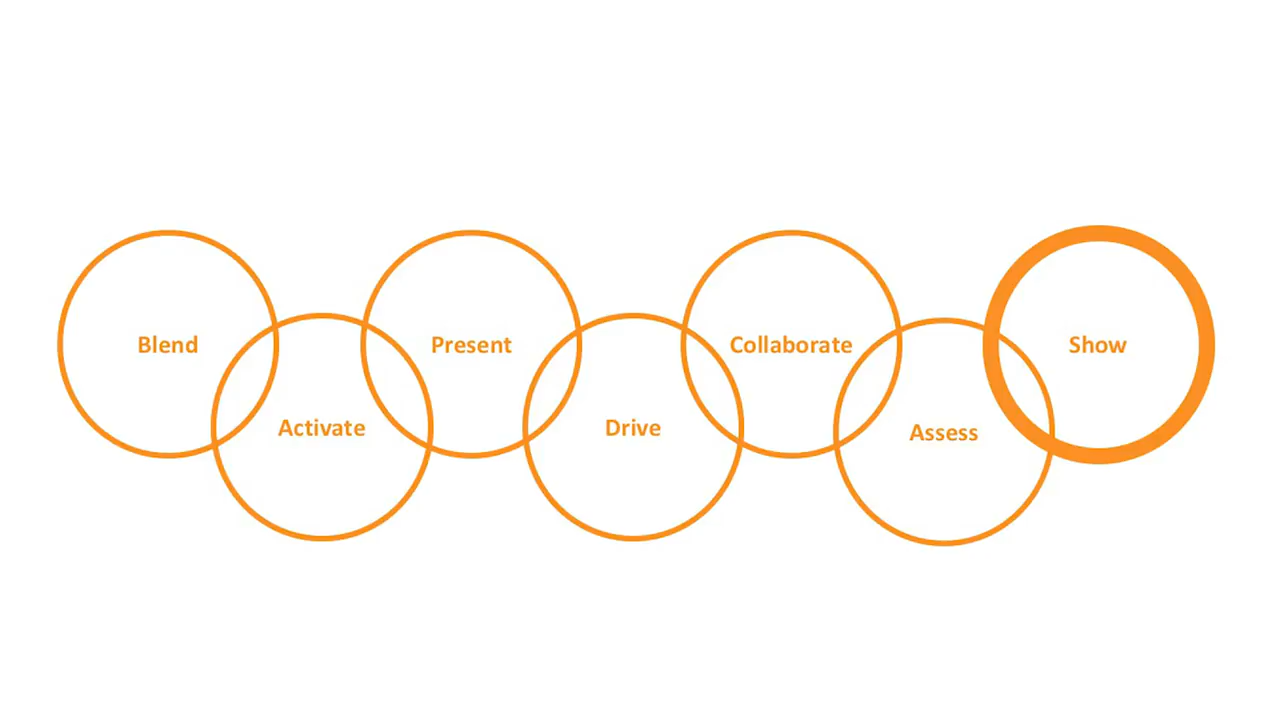 Blend
Activate
Present
Drive
Collaborate
Assess
Show